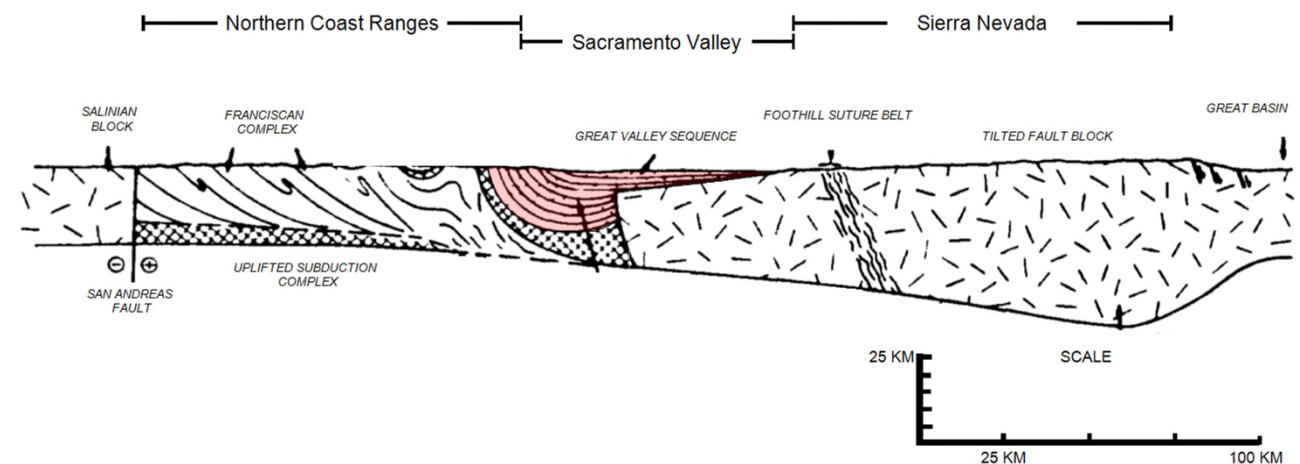 Northern Coast Ranges
Sierra Nevada
Sacramento Valley
SALINIAN
BLOCK
FRANCISCAN
COMPLEX
GREAT VALLEY SEQUENCE
FOOTHILL SUTURE BELT
TILTED FAULT BLOCK
GREAT BASIN
UPLIFTED SUBDUCTION
COMPLEX
SAN ANDREAS
FAULT
25 KM
SCALE
25 KM
100 KM